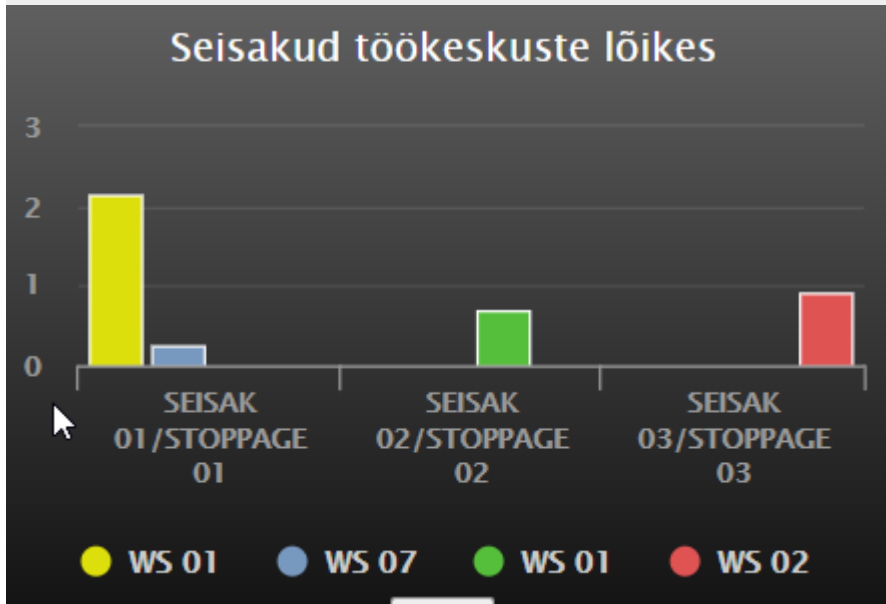 Seisakud töökeskuste lõikes
3
2
1
0
SEISAK
01/STOPPAGE
01
SEISAK
02/STOPPAGE
02
SEISAK
03/STOPPAGE
03
WS 01 WS 07 WS 01 WS 02